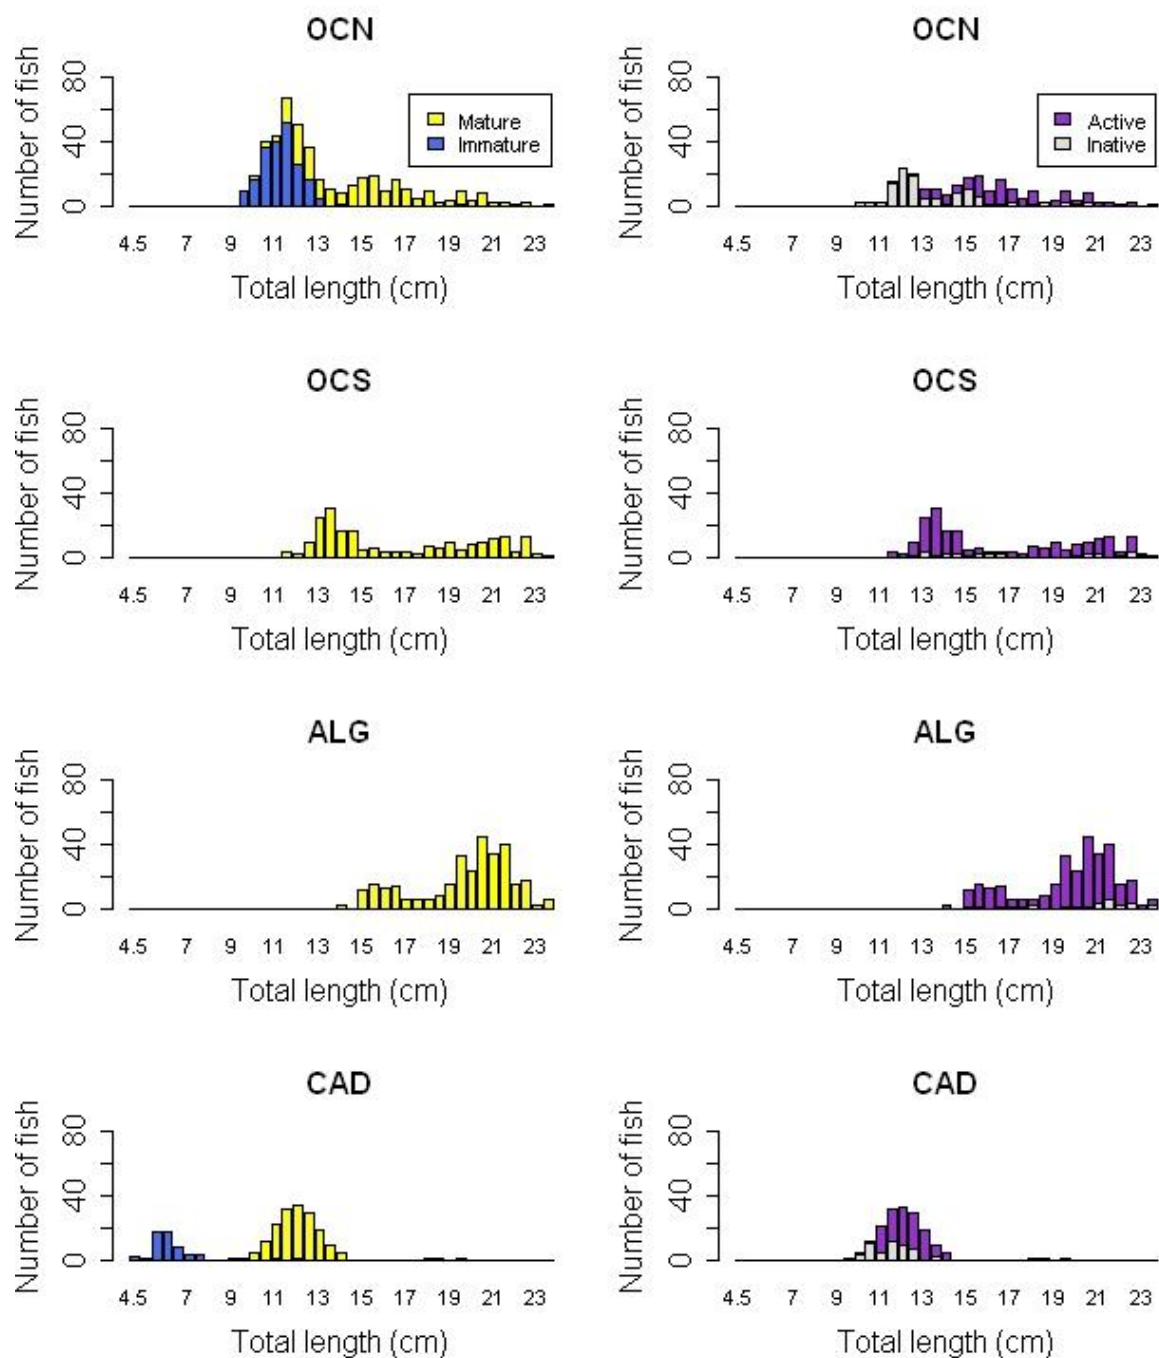 OCN
OCN
Number of fish
0 40 80
Mature
Immature
4.5 7 9 11 13 15 17 19 21 23
Total length (cm)
Number of fish
0 40 80
Active
Inative
4.5 7 9 11 13 15 17 19 21 23
Total length (cm)
OCS
OCS
Number of fish
0 40 80
4.5 7 9 11 13 15 17 19 21 23
Total length (cm)
Number of fish
0 40 80
4.5 7 9 11 13 15 17 19 21 23
Total length (cm)
ALG
ALG
Number of fish
0 40 80
4.5 7 9 11 13 15 17 19 21 23
Total length (cm)
Number of fish
0 40 80
4.5 7 9 11 13 15 17 19 21 23
Total length (cm)
CAD
CAD
Number of fish
0 40 80
4.5 7 9 11 13 15 17 19 21 23
Total length (cm)
Number of fish
0 40 80
4.5 7 9 11 13 15 17 19 21 23
Total length (cm)